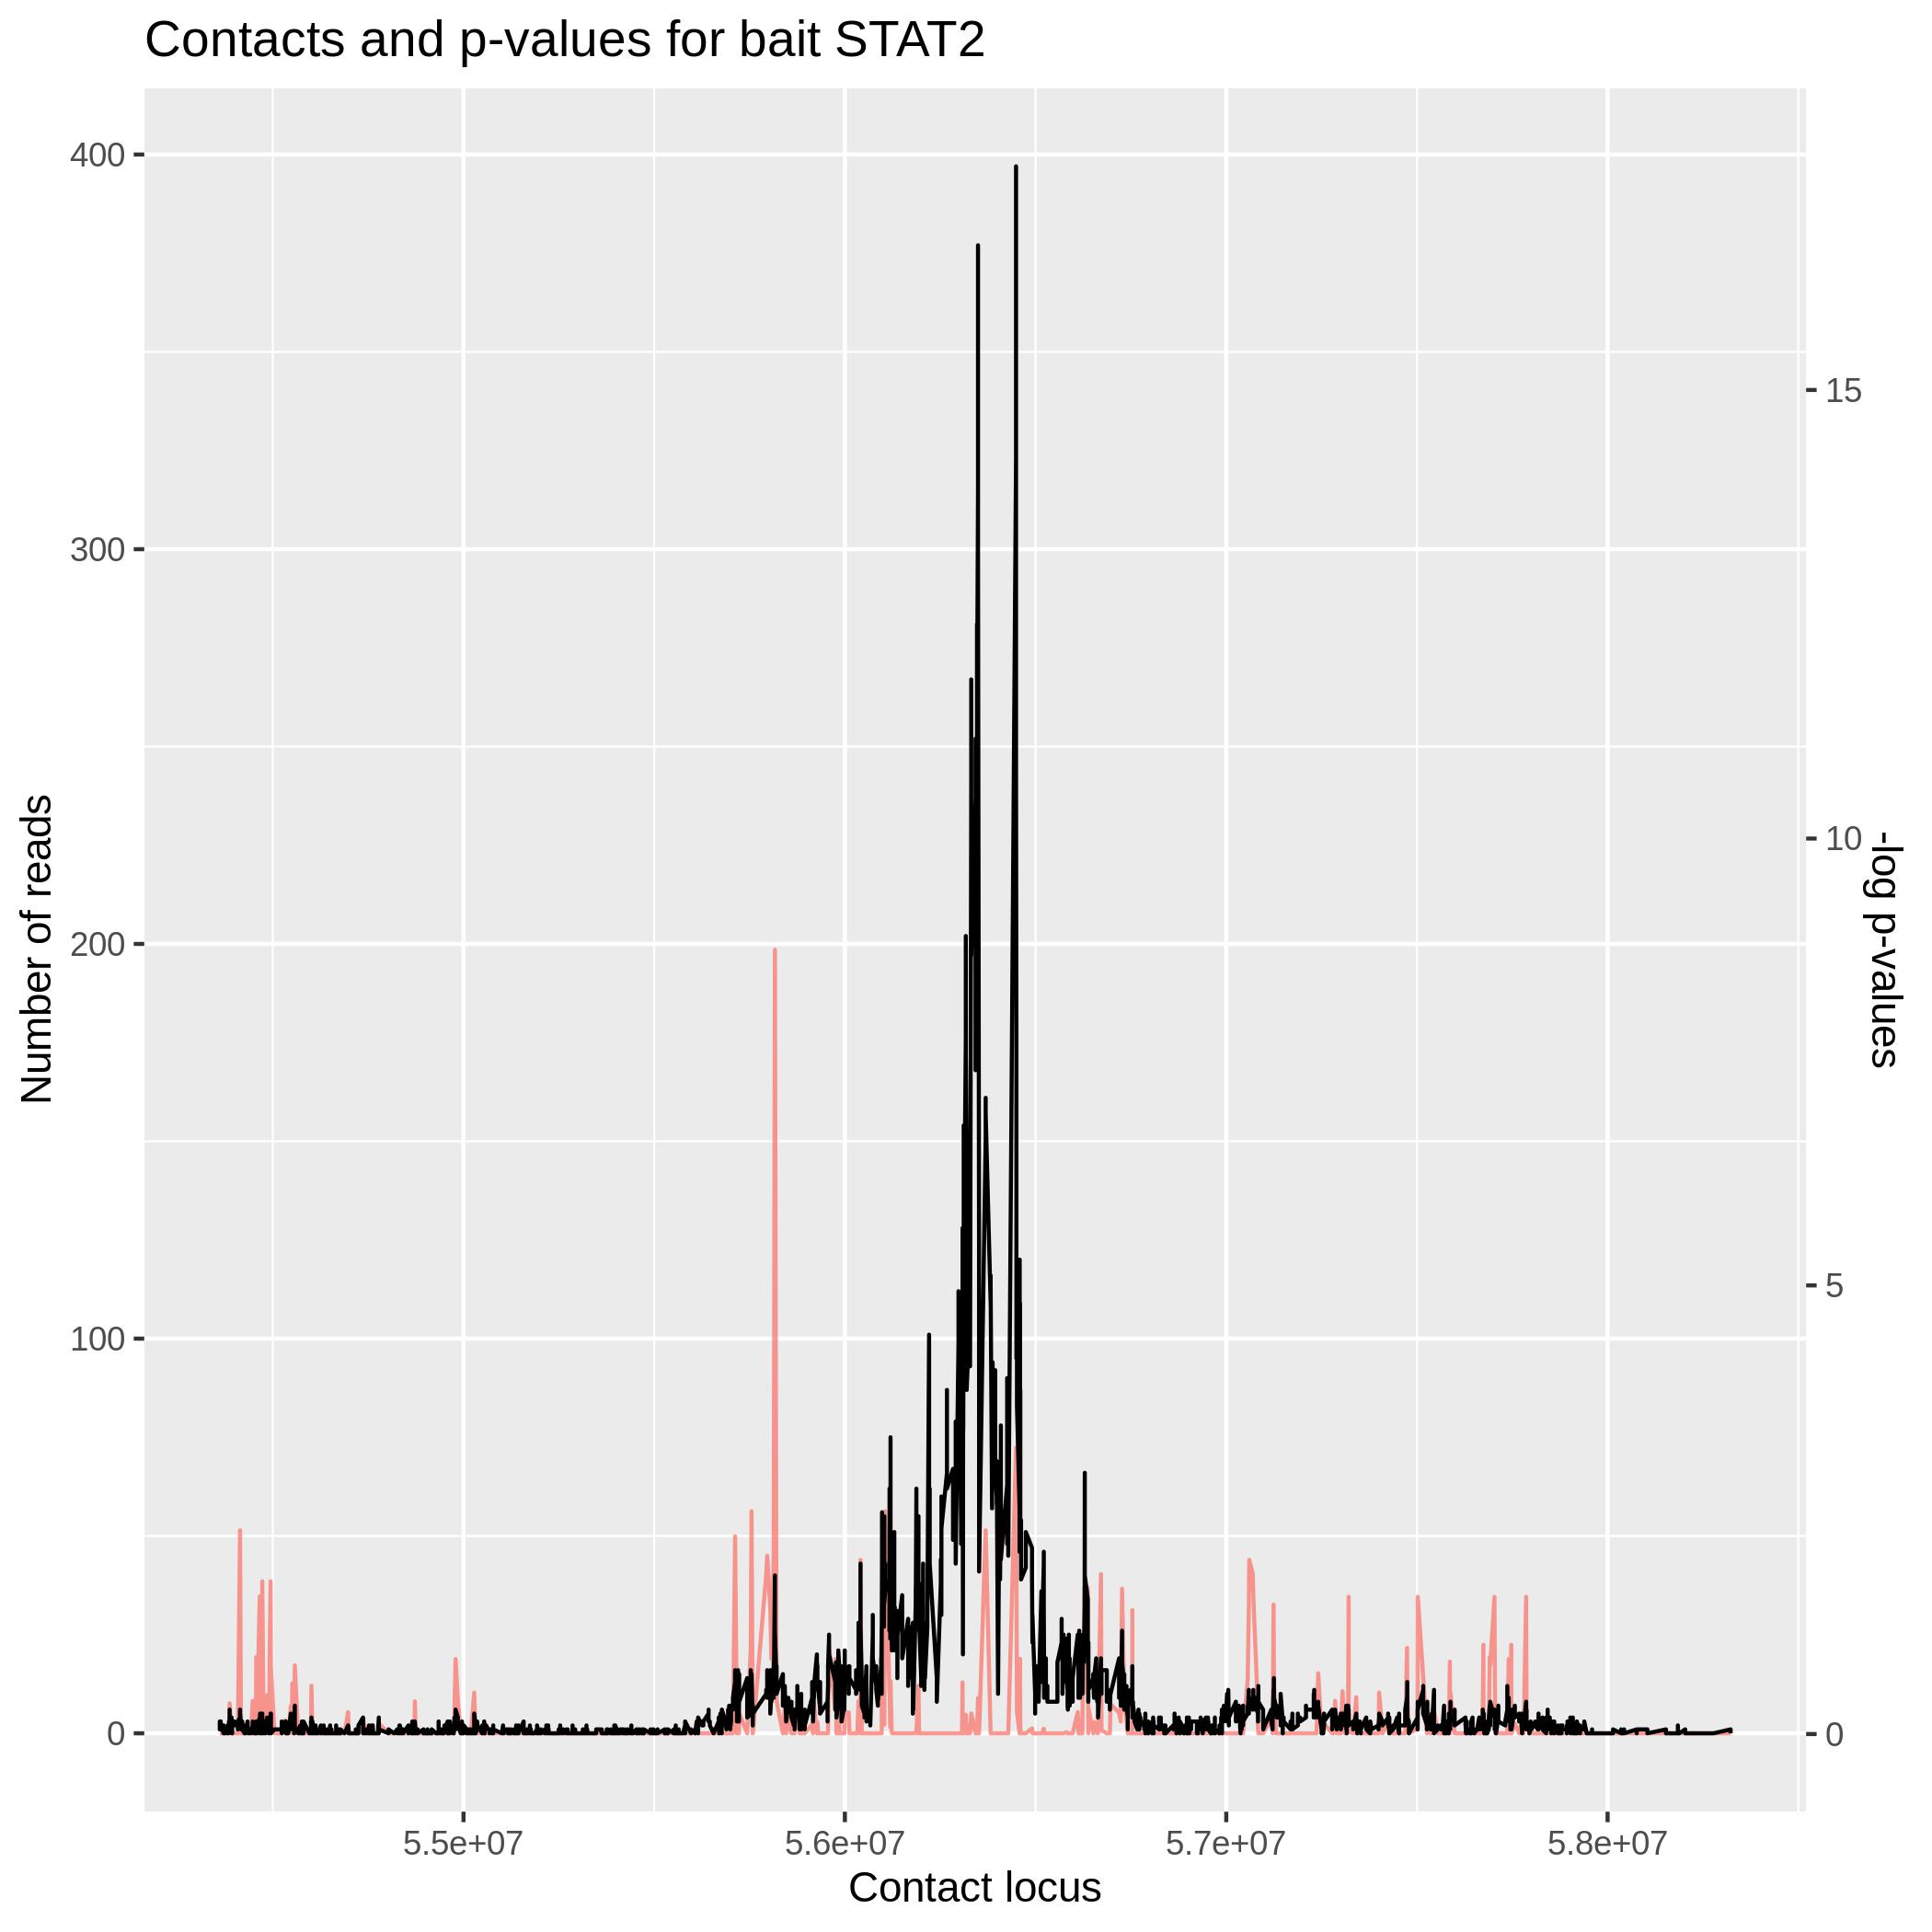 Contacts and p-values for bait STAT2
400
300
200
100
0
Number of reads
15
10
5
0
-log p-values
5.5e+07
5.6e+07
5.7e+07
5.8e+07
Contact locus